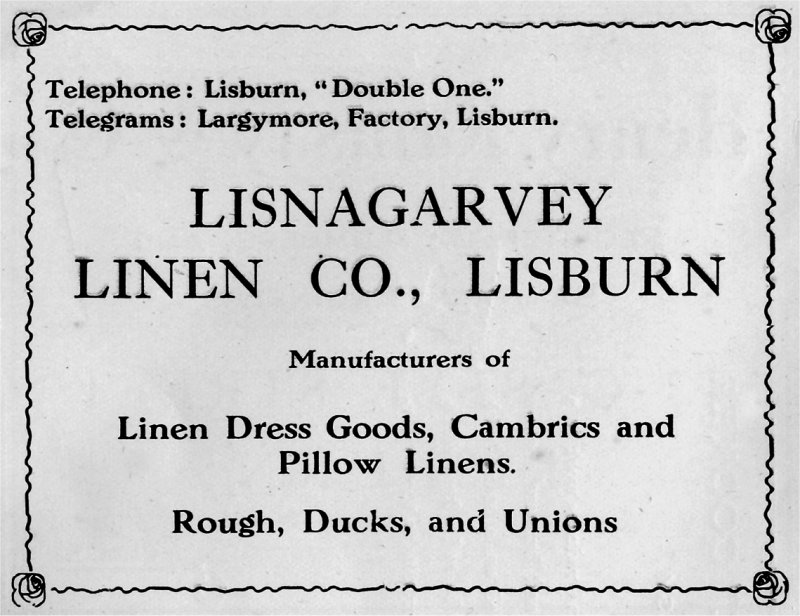 Telephone: Lisburn, "Double One."
Telegrams: Largymore, Factory, Lisburn.
LISNAGARVEY
LINEN CO., LISBURN
Manufacturers of
Linen Dress Goods, Cambrics and
Pillow Linens.
Rough, Ducks, and Unions